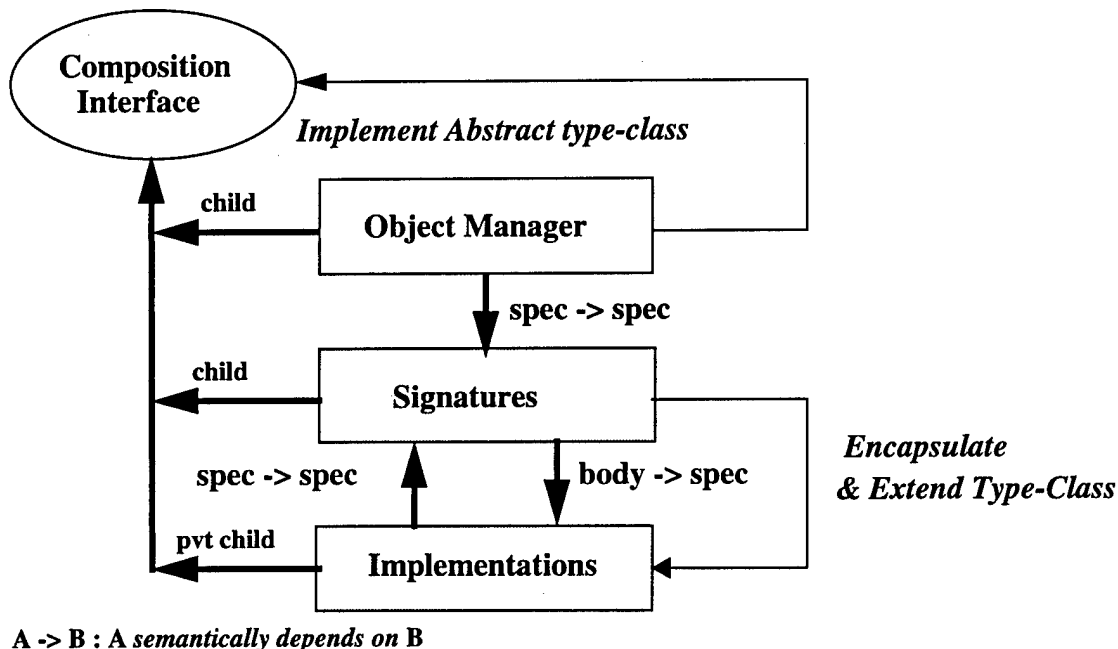 Composition
Interface
Implement Abstract type-class
child
Object Manager
spec -> spec
child
Signatures
Encapsulate
& Extend Type-Class
spec -> spec
body -> spec
pvt child
Implementations
A -> B : A semantically depends on B